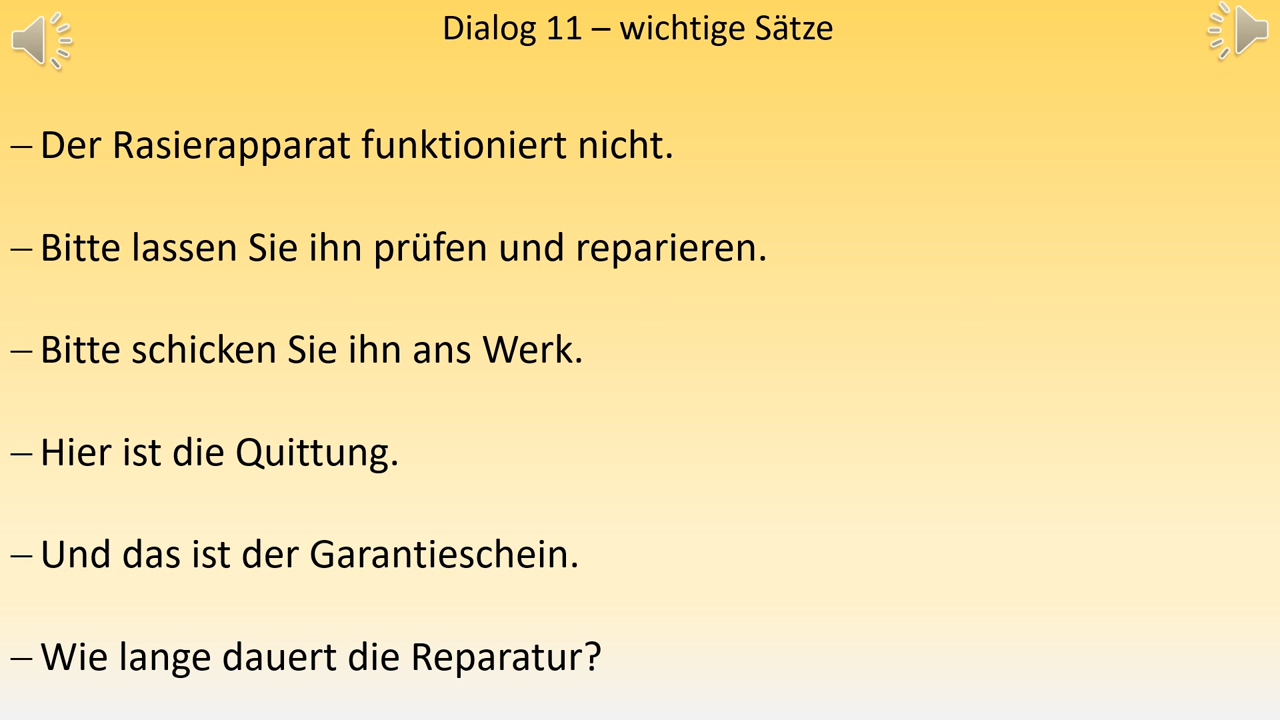 Dialog 11 – wichtige Sätze
– Der Rasierapparat funktioniert nicht.
– Bitte lassen Sie ihn prüfen und reparieren.
– Bitte schicken Sie ihn ans Werk.
– Hier ist die Quittung.
– Und das ist der Garantieschein.
– Wie lange dauert die Reparatur?